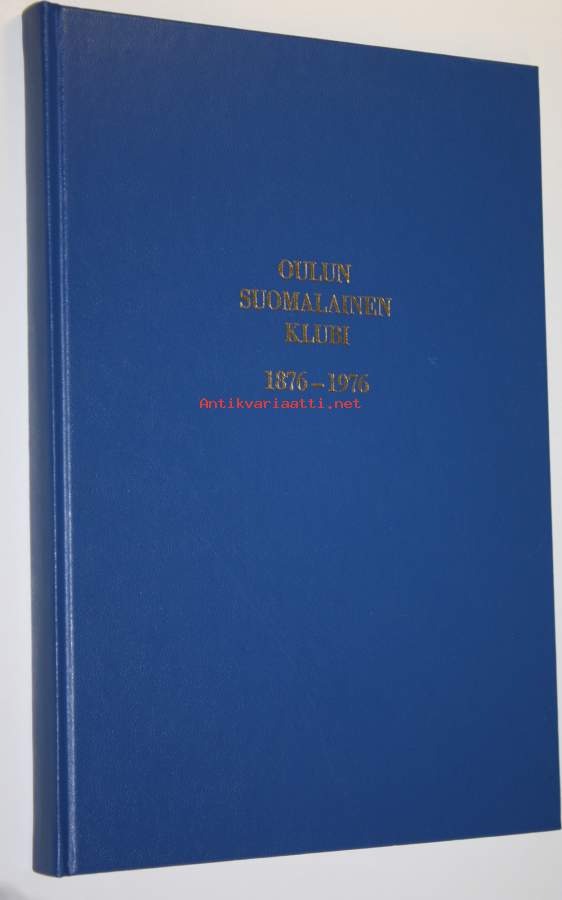 OULUN
SUOMALAINEN
KLUBI
1876–1976
Antikvariaatti.net